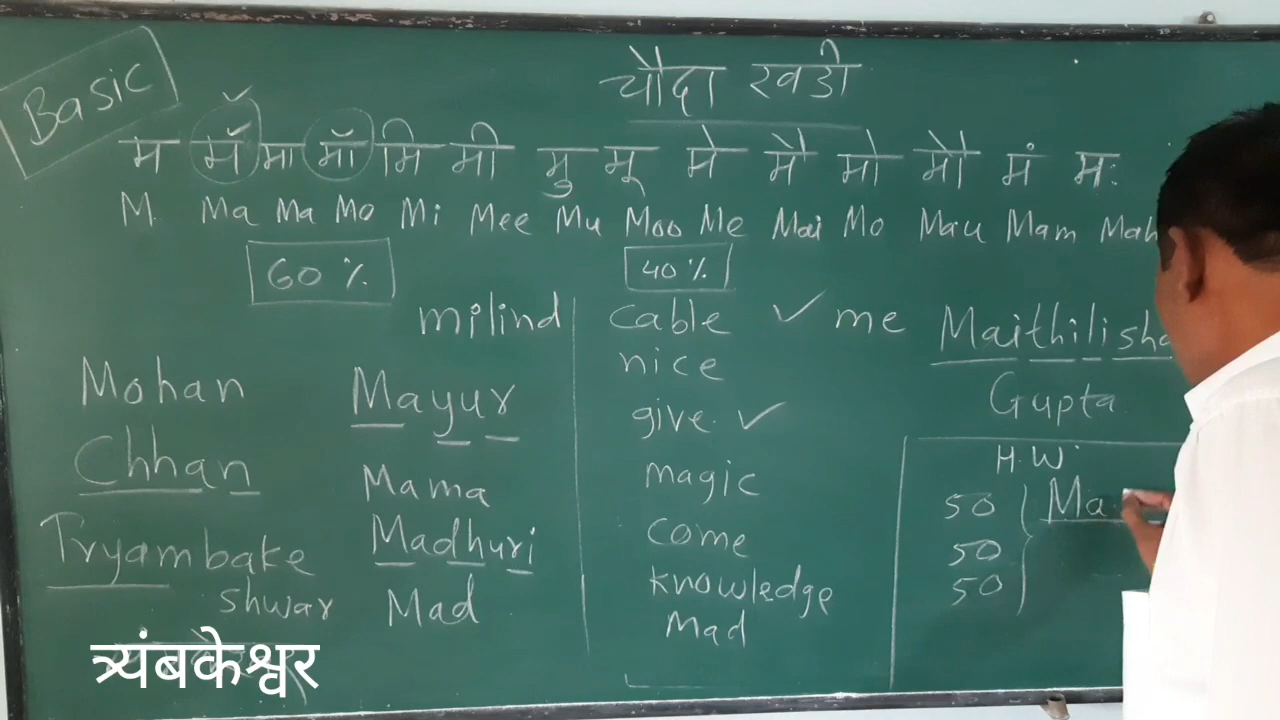 Basic
चौदा खडी
म मॅ मा मॉ मि मी मु मू मे मै मो मौ मं मः
M. Ma Ma Mo Mi Mee Mu Moo Me Mai Mo Mau Mam Mah
60 %
40 %
milind
Mohan
Mayur
Chhan
Mama
Tryambake
shwar
Madhuri
Mad
cable ✓ me
nice
give. ✓
magic
come
knowledge
Mad
Maithilisha
Gupta
H.W.
50
50
50
Ma
त्र्यंबकेश्वर